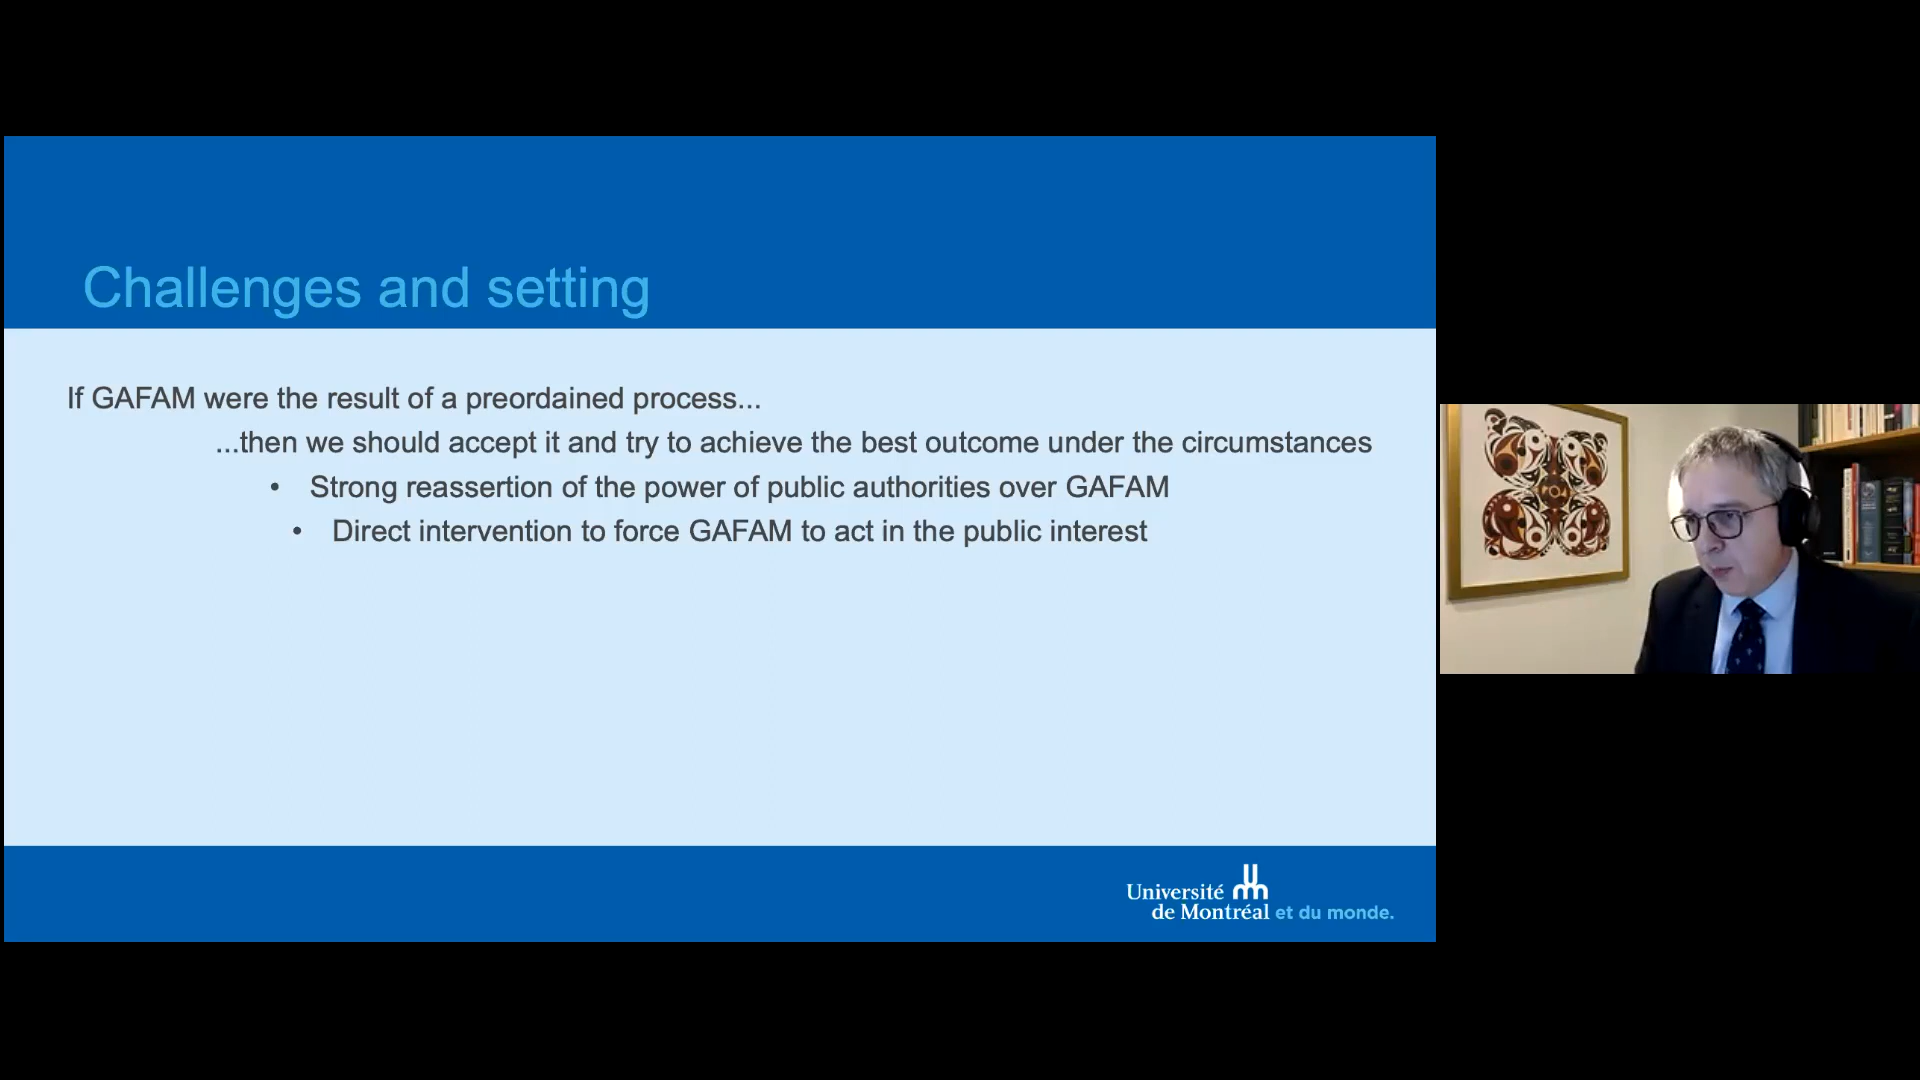 Challenges and setting
If GAFAM were the result of a preordained process...
...then we should accept it and try to achieve the best outcome under the circumstances
• Strong reassertion of the power of public authorities over GAFAM
• Direct intervention to force GAFAM to act in the public interest
Université
de Montréal et du monde.